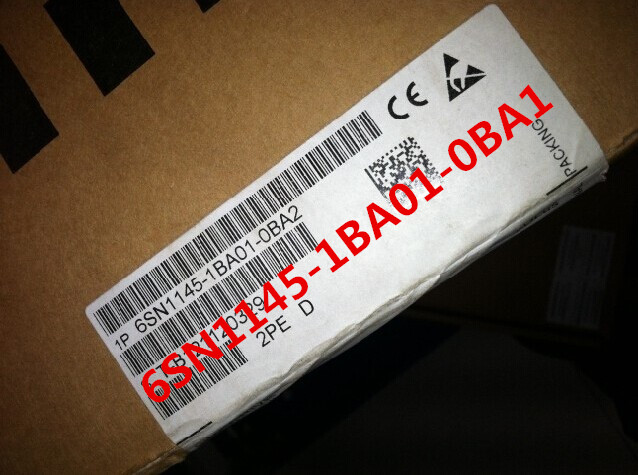 CE
PACKING
1P 6SN1145-1BA01-0BA2
2PE D
6SN1145-1BA01-0BA1